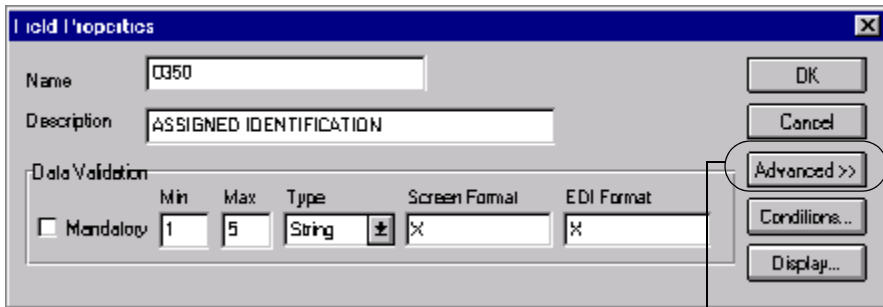 Field Properties
Name
0350
Description
ASSIGNED IDENTIFICATION
Data Validation
Mandatory
Min
1
Max
5
Type
String
Screen Format
X
EDI Format
X
OK
Cancel
Advanced >>
Conditions...
Display...